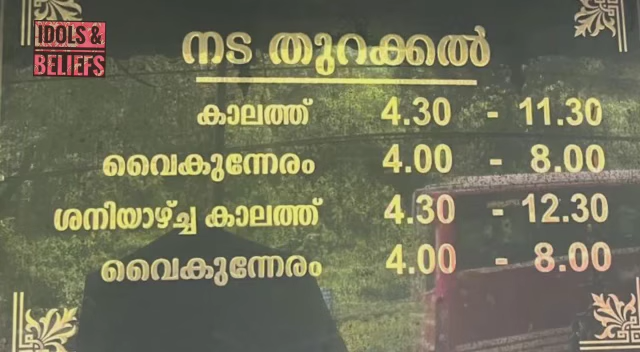 IDOLS &
BELIEFS
നട തുറക്കൽ
കാലത്ത് 4.30 - 11.30
വൈകുന്നേരം 4.00 - 8.00
ശനിയാഴ്ച്ച കാലത്ത് 4.30 - 12.30
വൈകുന്നേരം 4.00 - 8.00